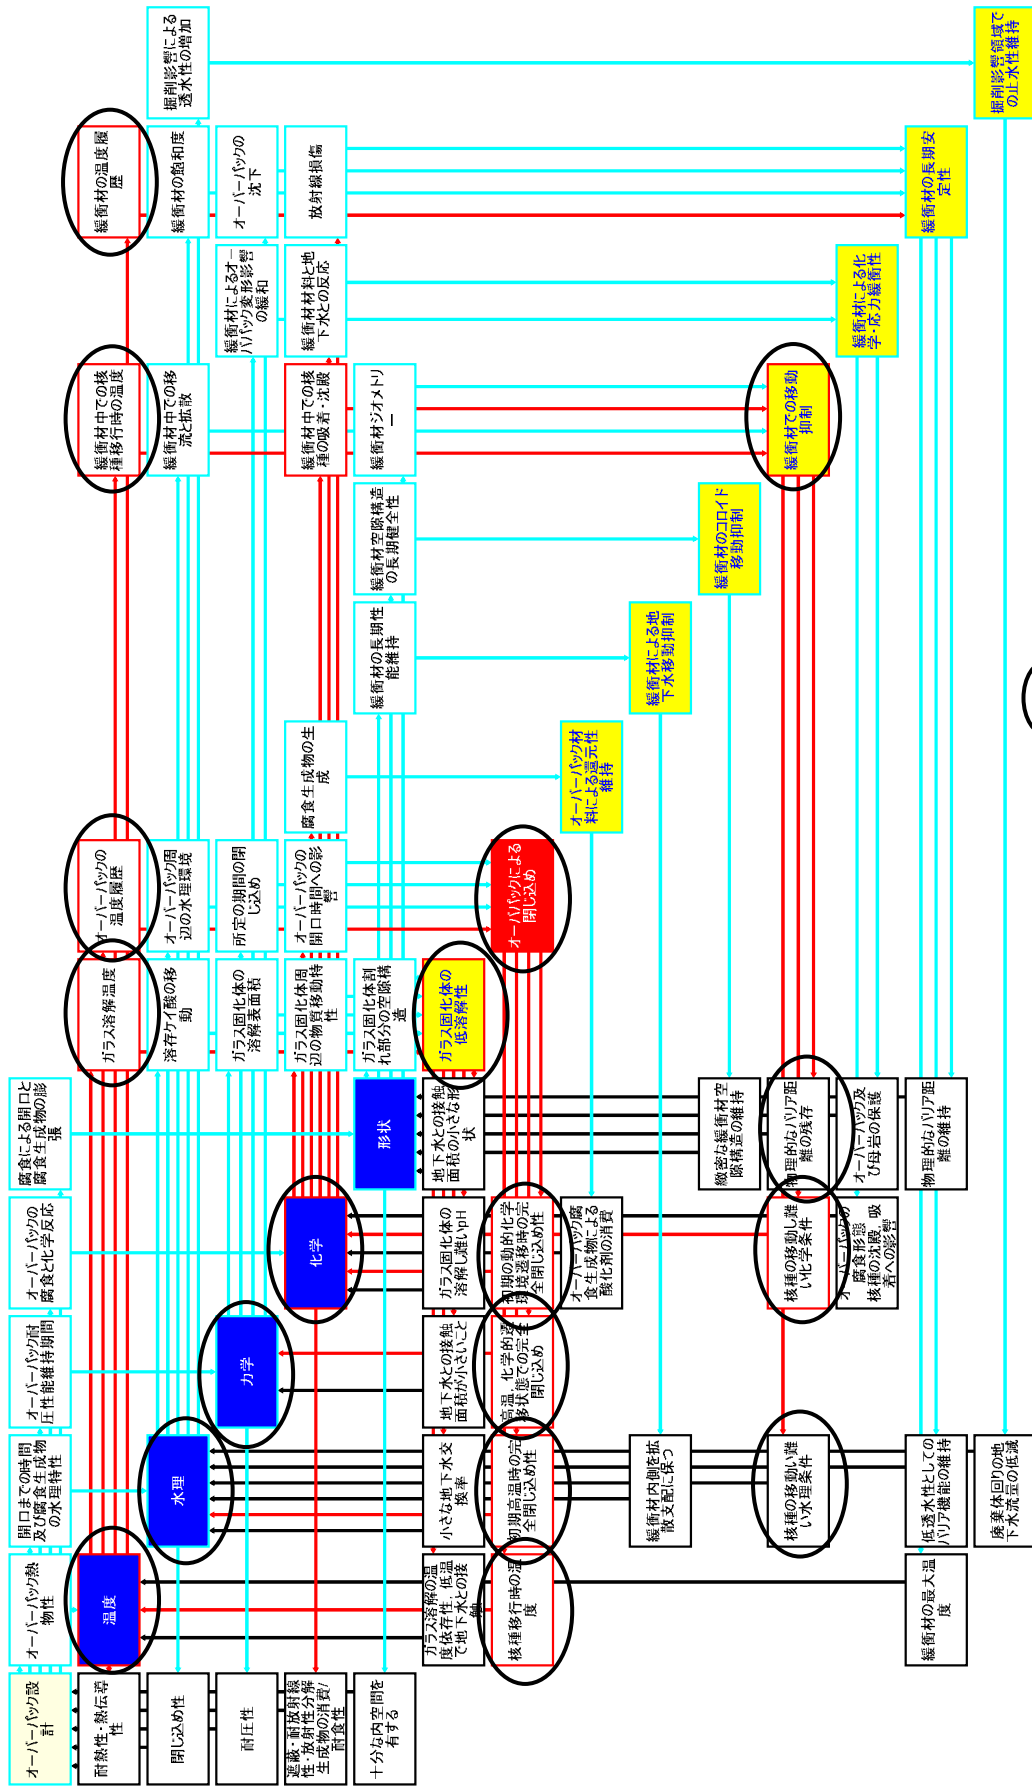 オーバーパック設
計
オーバーパック熱
物性
開口までの時間
及び腐食生成物
の水理特性
オーバーパック耐
圧性能維持期間
オーバーパックの
腐食と化学反応
腐食による開口と
腐食生成物の膨
張
耐熱性・熱伝導
性
温度
ガラス溶解温度
オーバーパックの
温度履歴
緩衝材中での核
種移行時の温度
緩衝材の温度履
歴
閉じ込め性
水理
溶存ケイ酸の移
動
オーバーパック周
辺の水理環境
緩衝材中での移
流と拡散
緩衝材の飽和度
掘削影響による
透水性の増加
耐圧性
力学
ガラス固化体の
溶解表面積
所定の期間の閉
じ込め
緩衝材によるオー
バパック変形影響
の緩和
オーバーパックの
沈下
遮蔽・耐放射線
性・放射性分解
生成物の消費/
耐食性
化学
ガラス固化体周
辺の物質移動特
性
オーバーパックの
開口時間への影
響
腐食生成物の生
成
緩衝材中での核
種の吸着・沈殿
緩衝材材料と地
下水との反応
放射線損傷
十分な内空間を
有する
形状
ガラス固化体割
れ部分の空隙構
造
緩衝材の長期性
能維持
緩衝材空隙構造
の長期健全性
緩衝材ジオメトリ
ー
ガラス溶解の温
度依存性、低温
で地下水との接
触
小さな地下水交
換率
地下水との接触
面積が小さいこと
ガラス固化体の
溶解し難いpH
地下水との接触
面積の小さな形
状
ガラス固化体の
低溶解性
核種移行時の温
度
初期高温時の完
全閉じ込め性
高温、化学的遷
移状態での完全
閉じ込め
初期の動的化学
環境遷移時の完
全閉じ込め性
オーバパックによる
閉じ込め
オーバーパック腐
食生成物による
酸化剤の消費
オーバーパック材
料による還元性
維持
緩衝材内側を拡
散支配に保つ
緩衝材による地
下水移動抑制
緻密な緩衝材空
隙構造の維持
緩衝材のコロイド
移動抑制
核種の移動い難
い水理条件
核種の移動し難
い化学条件
物理的なバリア距
離の残存
緩衝材での移動
抑制
オーバーパックの
腐食形態
核種の沈殿、吸
着への影響
オーバーパック及
び母岩の保護
緩衝材による化
学・応力緩衝性
緩衝材の最大温
度
低透水性としての
バリア機能の維持
物理的なバリア距
離の維持
緩衝材の長期安
定性
廃棄体回りの地
下水流量の低減
掘削影響領域で
の止水性維持